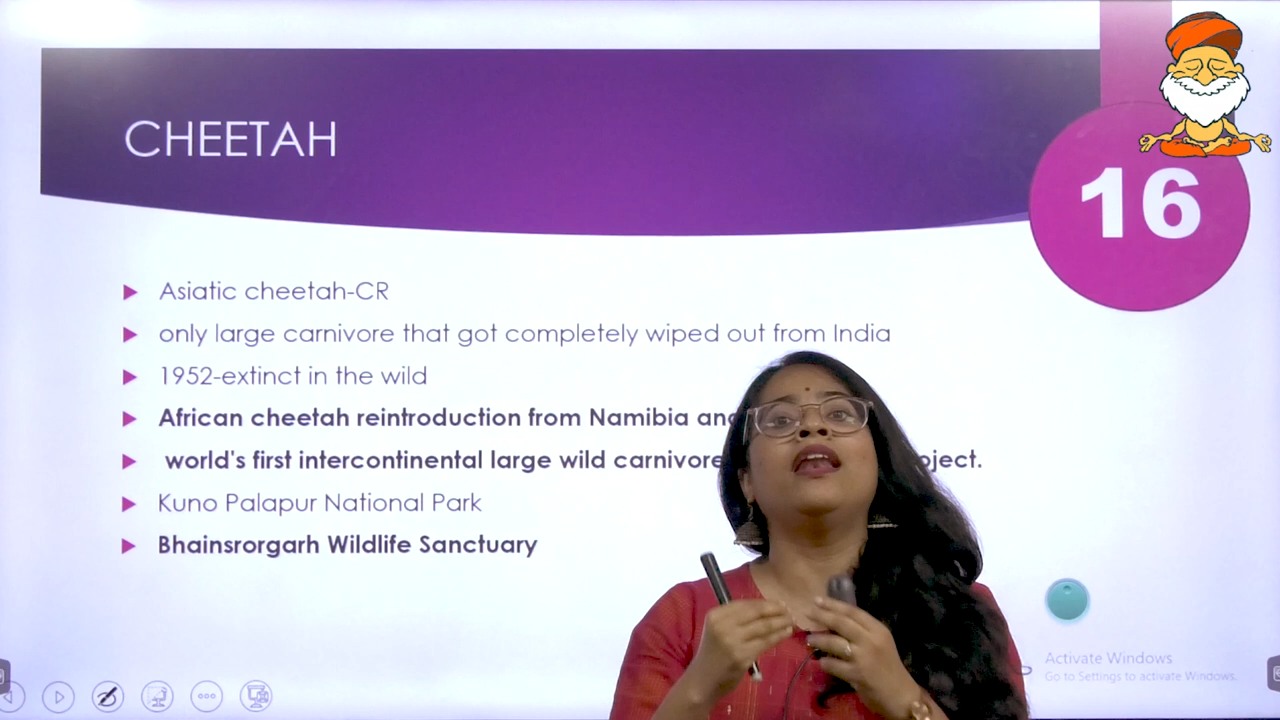 CHEETAH
16
Asiatic cheetah-CR
only large carnivore that got completely wiped out from India
1952-extinct in the wild
African cheetah reintroduction from Namibia
world's first intercontinental large wild carnivore
Kuno Palapur National Park
Bhainsrorgarh Wildlife Sanctuary
Activate Windows
Go to Settings to activate Windows.